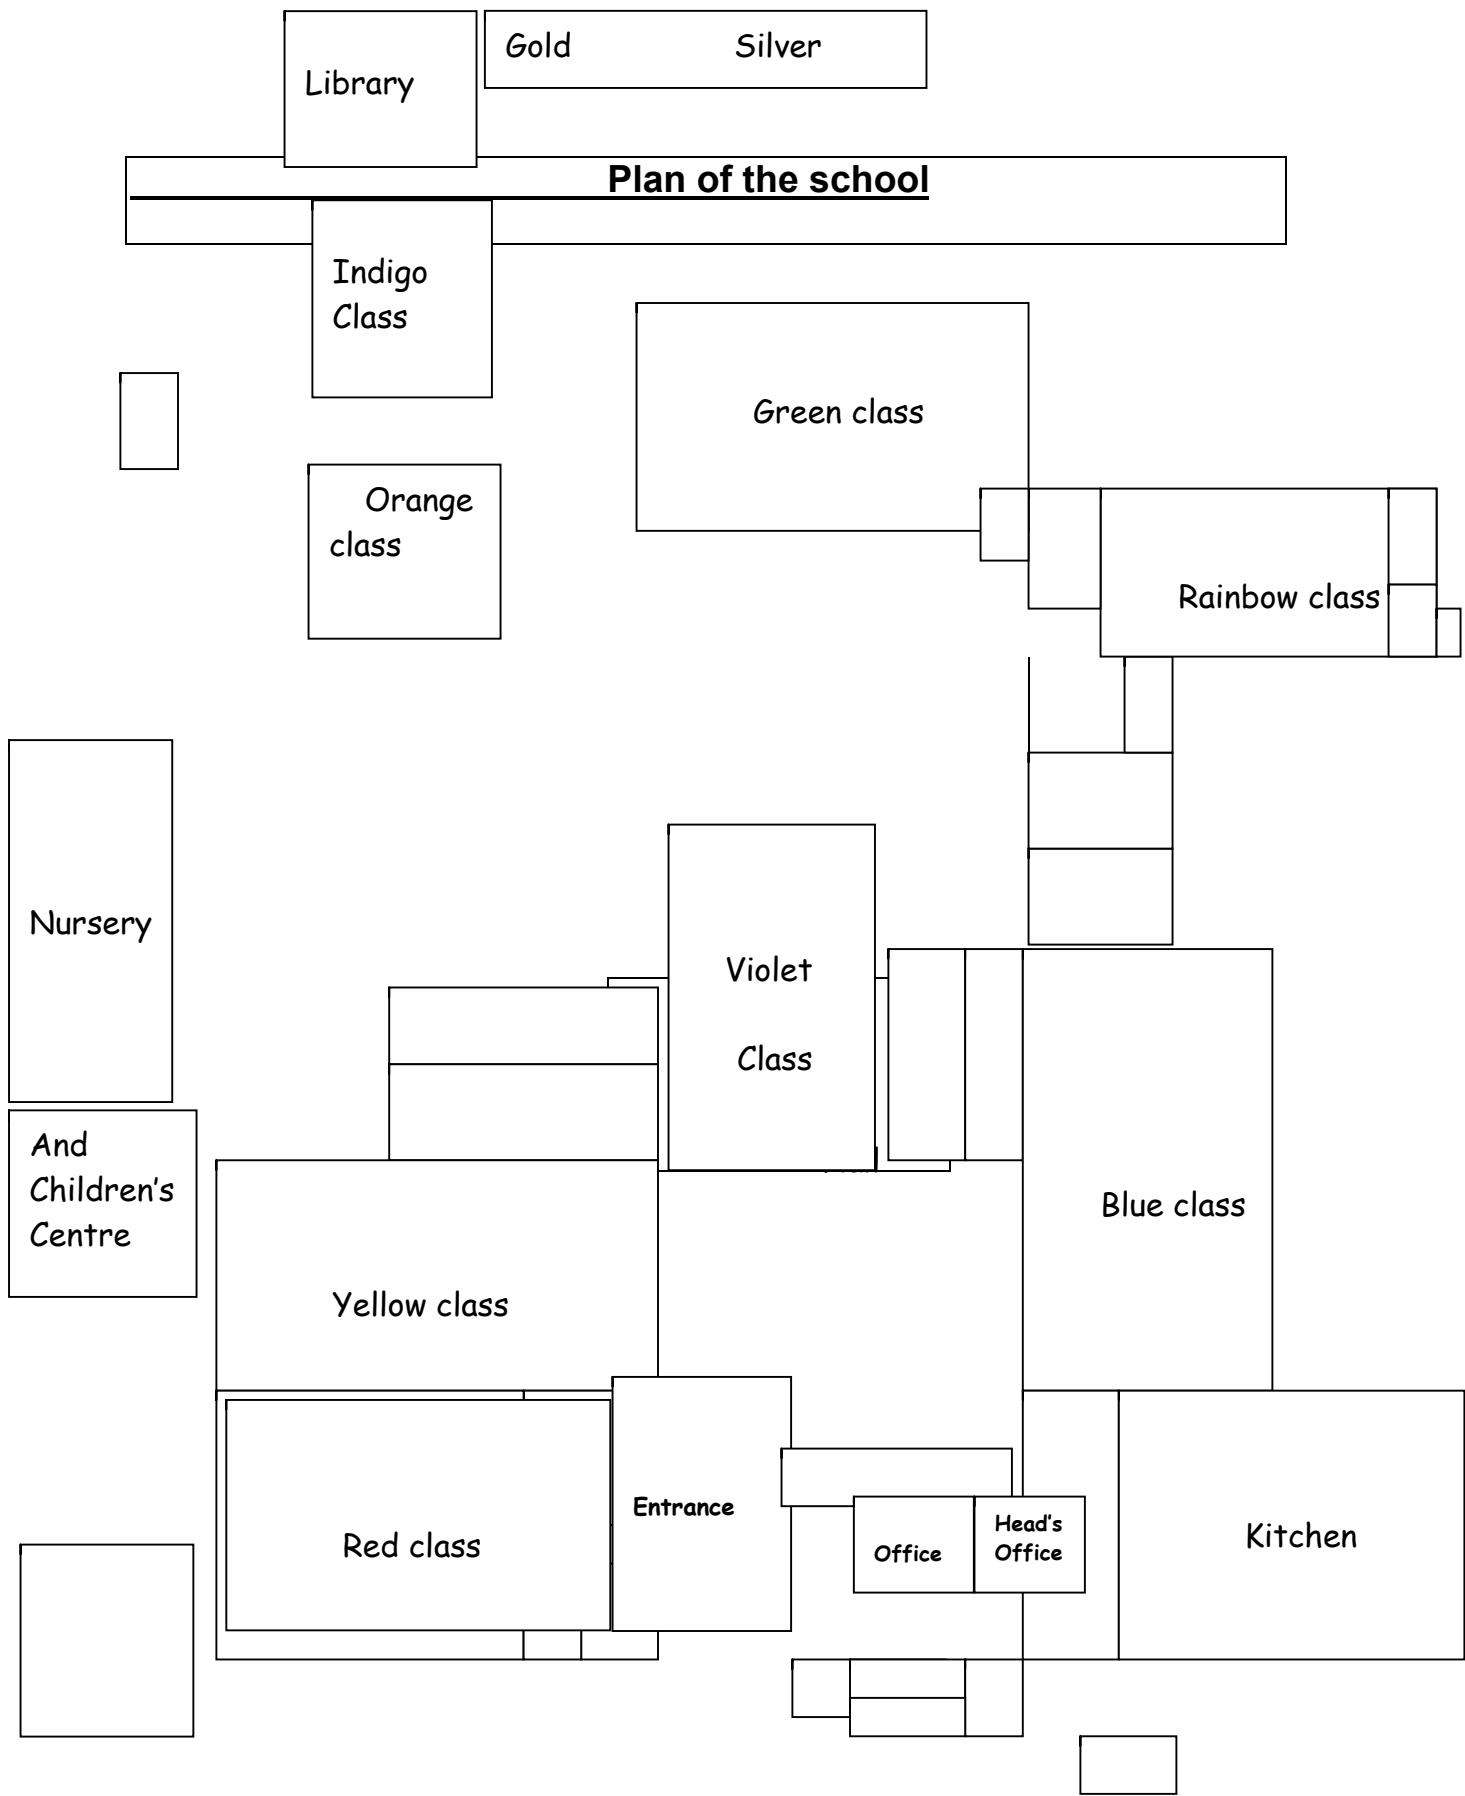 Gold Silver
Library
Plan of the school
Indigo
Class
Green class
Orange
class
Rainbow class
Nursery
Violet
Class
And
Children's
Centre
Blue class
Yellow class
Entrance
Red class
Office
Head's
Office
Kitchen